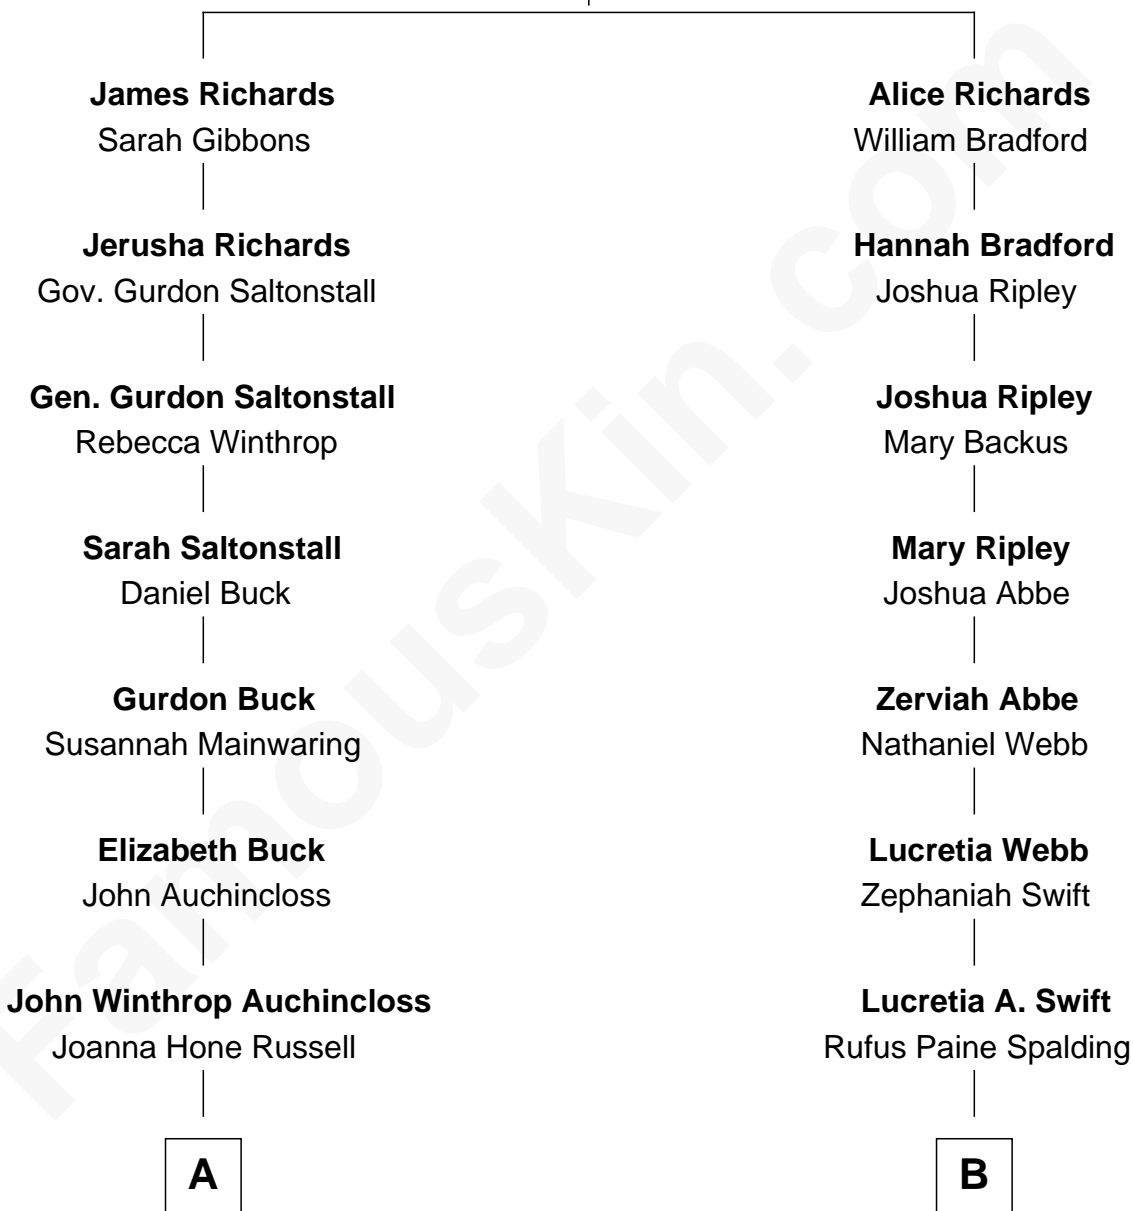 James Richards
Sarah Gibbons
Alice Richards
William Bradford
Jerusha Richards
Gov. Gurdon Saltonstall
Hannah Bradford
Joshua Ripley
Gen. Gurdon Saltonstall
Rebecca Winthrop
Joshua Ripley
Mary Backus
Sarah Saltonstall
Daniel Buck
Mary Ripley
Joshua Abbe
Gurdon Buck
Susannah Mainwaring
Zerviah Abbe
Nathaniel Webb
Elizabeth Buck
John Auchincloss
Lucretia Webb
Zephaniah Swift
John Winthrop Auchincloss
Joanna Hone Russell
Lucretia A. Swift
Rufus Paine Spalding
A
B
FamousKin.com